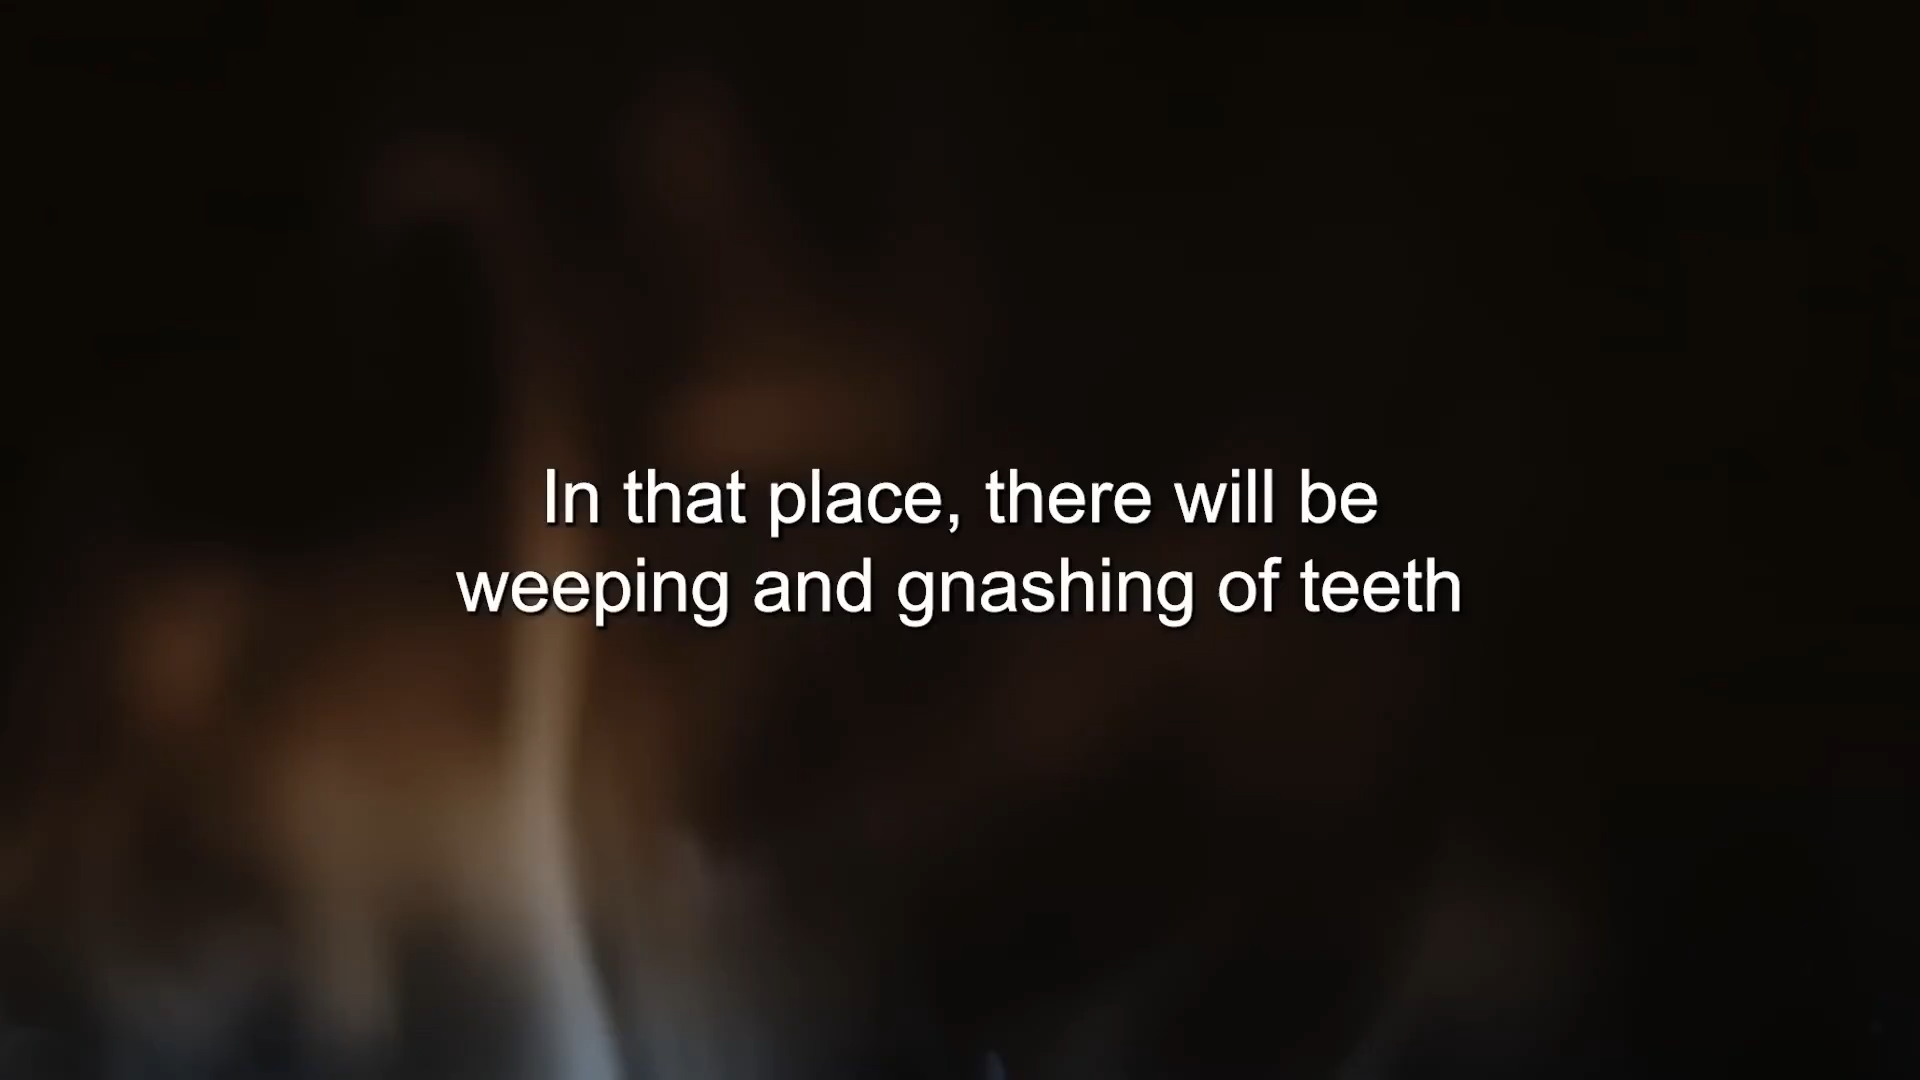 In that place, there will be
weeping and gnashing of teeth